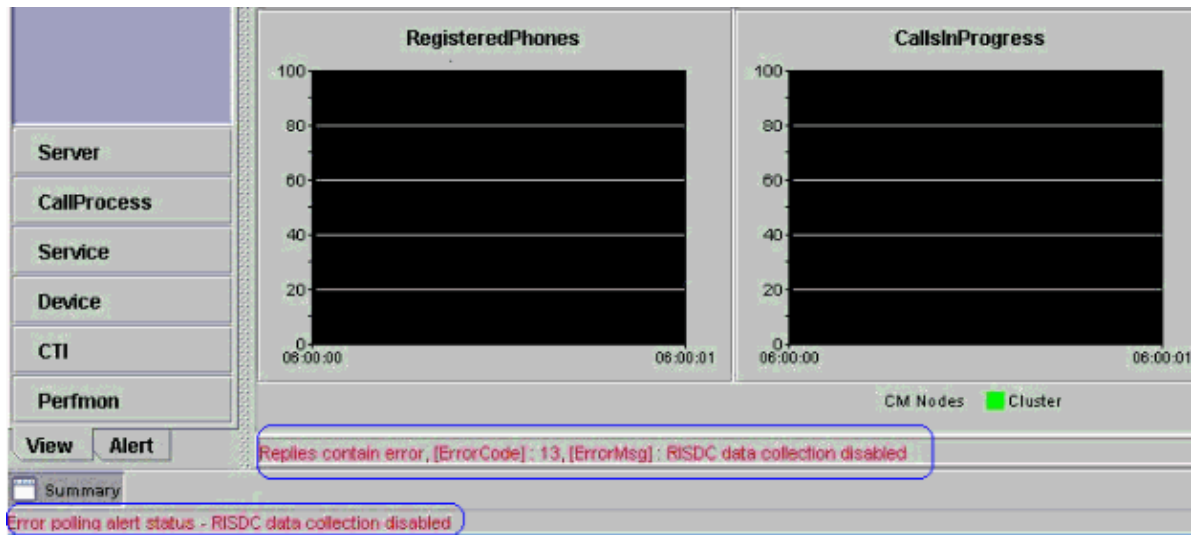 RegisteredPhones
100
80
60
40
20
0
06:00:00 06:00:01
CallsInProgress
100
80
60
40
20
0
06:00:00 06:00:01
CM Nodes Cluster
Server
CallProcess
Service
Device
CTI
Perfmon
View Alert
Replies contain error, [ErrorCode] : 13, [ErrorMsg] : RISDC data collection disabled
Summary
Error polling alert status - RISDC data collection disabled